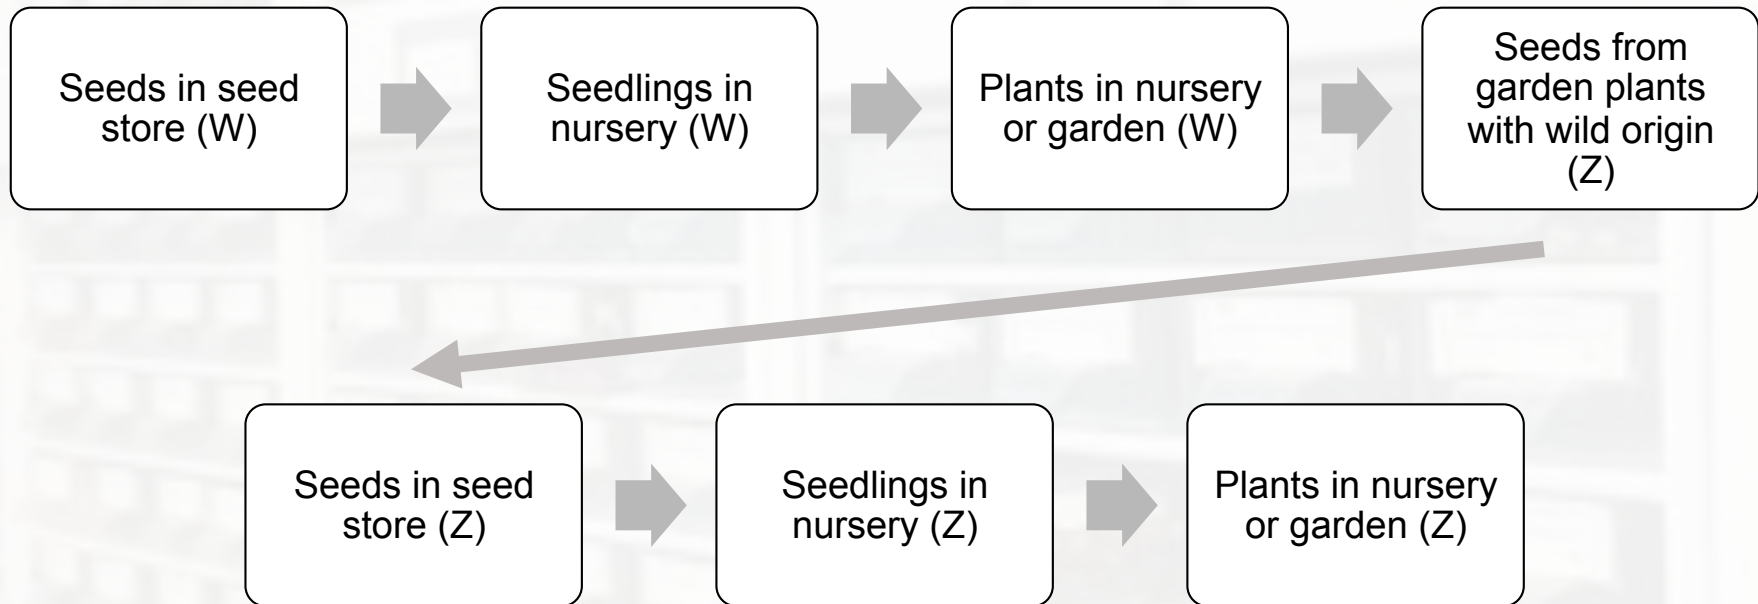 Seeds in seed
store (W)
Seedlings in
nursery (W)
Plants in nursery
or garden (W)
Seeds from
garden plants
with wild origin
(Z)
Seeds in seed
store (Z)
Seedlings in
nursery (Z)
Plants in nursery
or garden (Z)